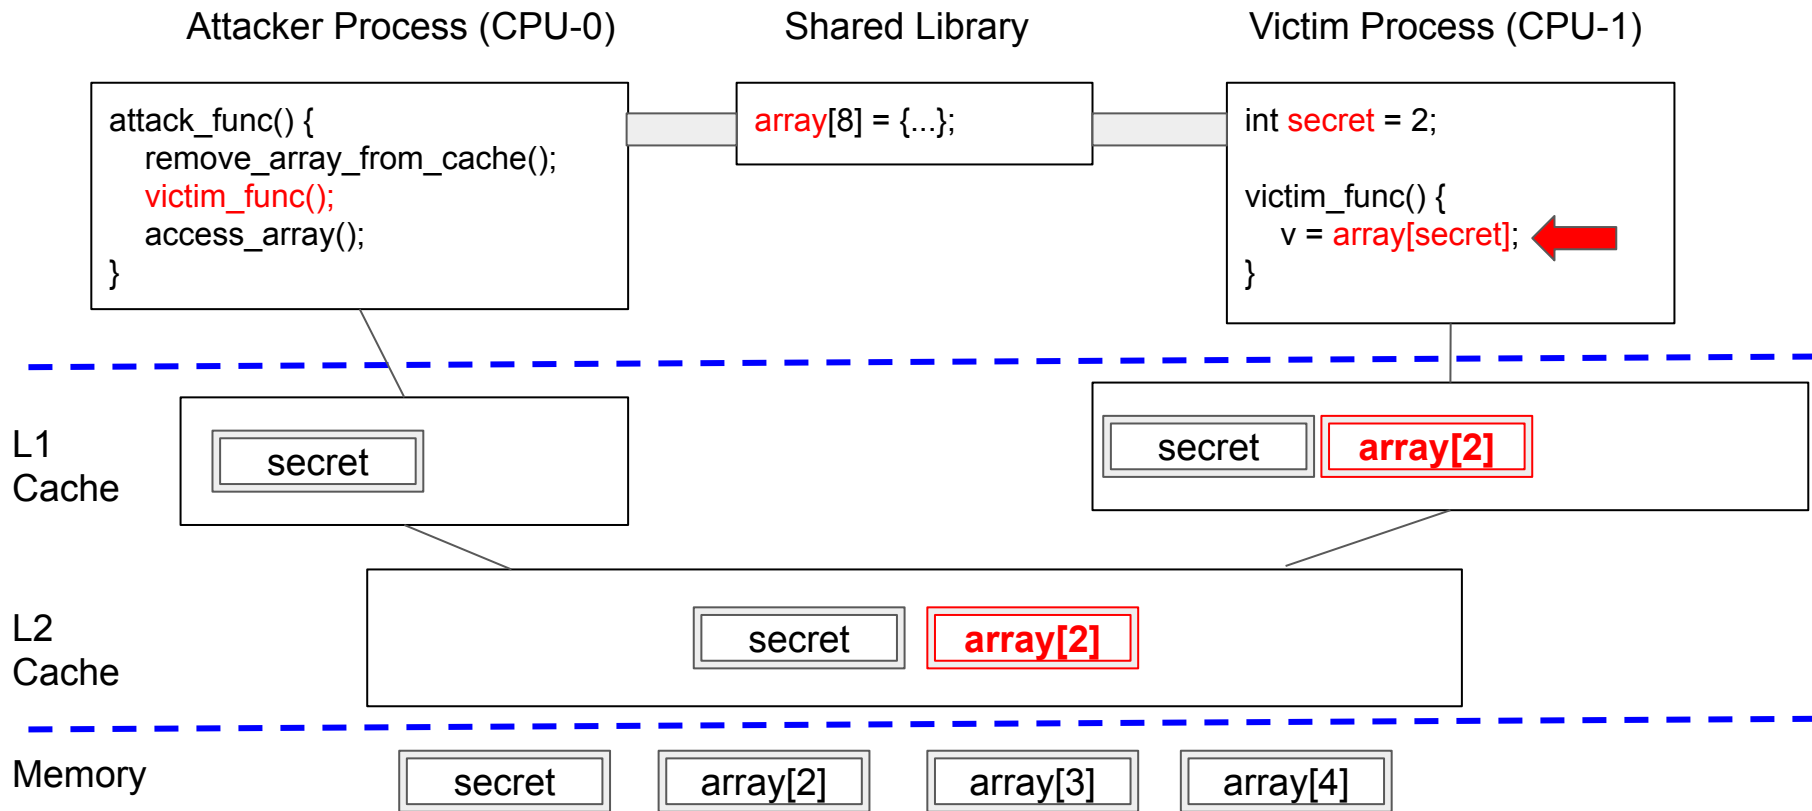 Attacker Process (CPU-0)
Shared Library
Victim Process (CPU-1)
attack_func() {
remove_array_from_cache();
victim_func();
access_array();
}
array[8] = {...};
int secret = 2;
victim_func() {
v = array[secret];
}
L1
Cache
secret
secret
array[2]
L2
Cache
secret
array[2]
Memory
secret
array[2]
array[3]
array[4]